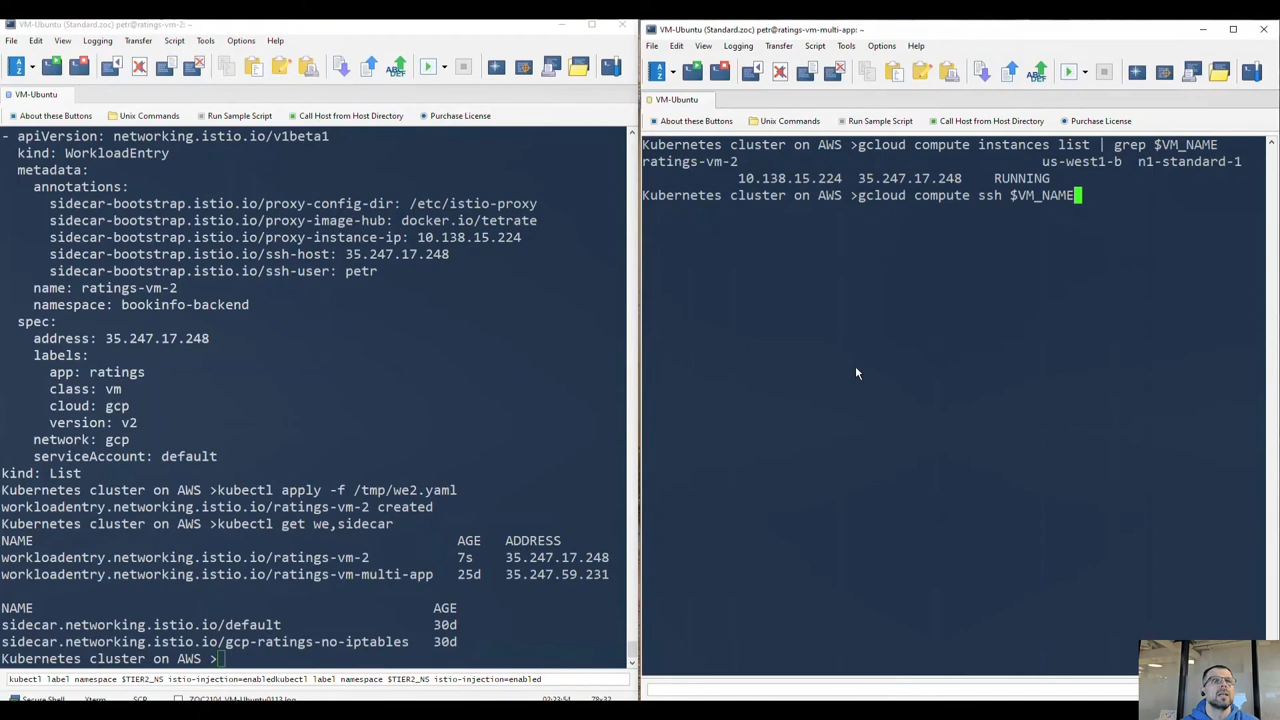 VM-Ubuntu (Standard.zoc) petr@ratings-vm-2: ~
File Edit View Logging Transfer Script Tools Options Help
VM-Ubuntu
About these Buttons Unix Commands Run Sample Script Call Host from Host Directory Purchase License
- apiVersion: networking.istio.io/v1beta1
kind: WorkloadEntry
metadata:
annotations:
sidecar-bootstrap.istio.io/proxy-config-dir: /etc/istio-proxy
sidecar-bootstrap.istio.io/proxy-image-hub: docker.io/tetrate
sidecar-bootstrap.istio.io/proxy-instance-ip: 10.138.15.224
sidecar-bootstrap.istio.io/ssh-host: 35.247.17.248
sidecar-bootstrap.istio.io/ssh-user: petr
name: ratings-vm-2
namespace: bookinfo-backend
spec:
address: 35.247.17.248
labels:
app: ratings
class: vm
cloud: gcp
version: v2
network: gcp
serviceAccount: default
kind: List
Kubernetes cluster on AWS >kubectl apply -f /tmp/we2.yaml
workloadentry.networking.istio.io/ratings-vm-2 created
Kubernetes cluster on AWS >kubectl get we,sidecar
NAME AGE ADDRESS
workloadentry.networking.istio.io/ratings-vm-2 7s 35.247.17.248
workloadentry.networking.istio.io/ratings-vm-multi-app 25d 35.247.59.231
NAME AGE
sidecar.networking.istio.io/default 30d
sidecar.networking.istio.io/gcp-ratings-no-iptables 30d
Kubernetes cluster on AWS >
kubectl label namespace $TIER2_NS istio-injection=enabledkubectl label namespace $TIER2_NS istio-injection=enabled
Secure Shell Xterm SCP ZOC2104_VM-Ubuntu0113.log 78x32
VM-Ubuntu (Standard.zoc) petr@ratings-vm-multi-app: ~
File Edit View Logging Transfer Script Tools Options Help
VM-Ubuntu
About these Buttons Unix Commands Run Sample Script Call Host from Host Directory Purchase License
Kubernetes cluster on AWS >gcloud compute instances list | grep $VM_NAME
ratings-vm-2 us-west1-b n1-standard-1
10.138.15.224 35.247.17.248 RUNNING
Kubernetes cluster on AWS >gcloud compute ssh $VM_NAME